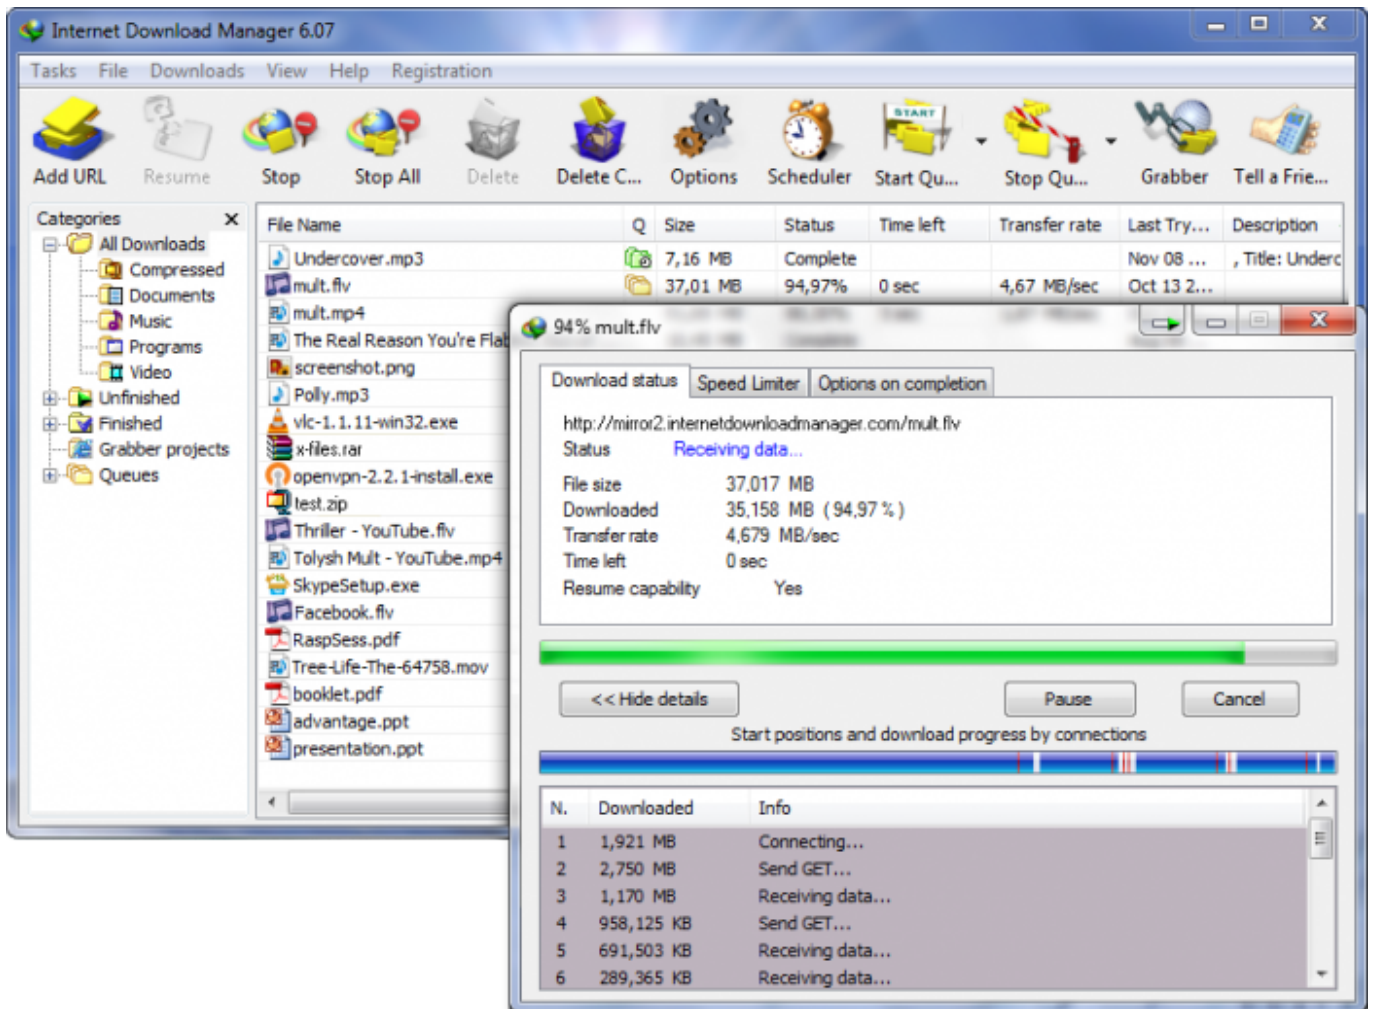 Internet Download Manager 6.07
Tasks File Downloads View Help Registration
Add URL Resume Stop Stop All Delete Delete C... Options Scheduler Start Qu... Stop Qu... Grabber Tell a Frie...
START
Categories
All Downloads
Compressed
Documents
Music
Programs
Video
Unfinished
Finished
Grabber projects
Queues
File Name Q Size Status Time left Transfer rate Last Try... Description
Undercover.mp3 7,16 MB Complete Nov 08 ... , Title: Underc
mult.flv 37,01 MB 94,97% 0 sec 4,67 MB/sec Oct 13 2...
mult.mp4
The Real Reason You're Flab
screenshot.png
Polly.mp3
vlc-1.1.11-win32.exe
x-files.rar
openvpn-2.2.1-install.exe
test.zip
Thriller - YouTube.flv
Tolysh Mult - YouTube.mp4
SkypeSetup.exe
Facebook.flv
RaspSess.pdf
Tree-Life-The-64758.mov
booklet.pdf
advantage.ppt
presentation.ppt
94% mult.flv
Download status Speed Limiter Options on completion
http://mirror2.internetdownloadmanager.com/mult.flv
Status Receiving data...
File size 37,017 MB
Downloaded 35,158 MB ( 94,97 % )
Transfer rate 4,679 MB/sec
Time left 0 sec
Resume capability Yes
<< Hide details Pause Cancel
Start positions and download progress by connections
N. Downloaded Info
1 1,921 MB Connecting...
2 2,750 MB Send GET...
3 1,170 MB Receiving data...
4 958,125 KB Send GET...
5 691,503 KB Receiving data...
6 289,365 KB Receiving data...